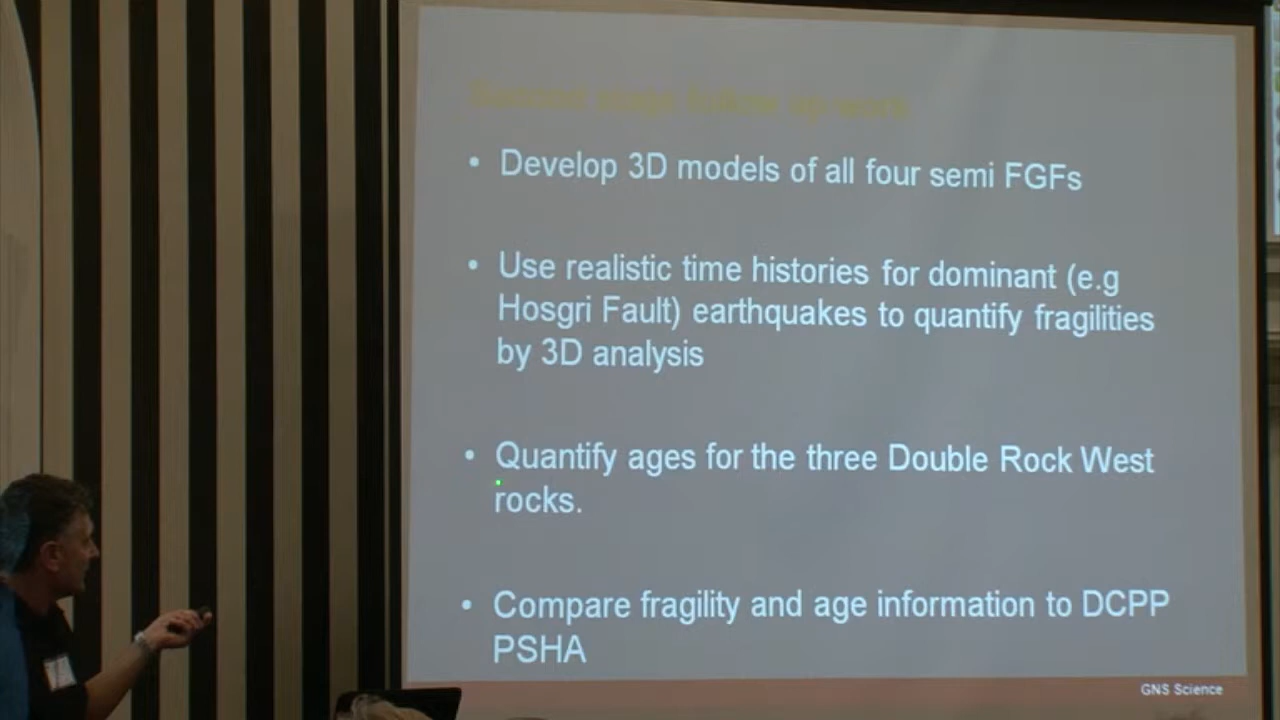 • Develop 3D models of all four semi FGFs
• Use realistic time histories for dominant (e.g
Hosgri Fault) earthquakes to quantify fragilities
by 3D analysis
• Quantify ages for the three Double Rock West
rocks.
• Compare fragility and age information to DCPP
PSHA
GNS Science